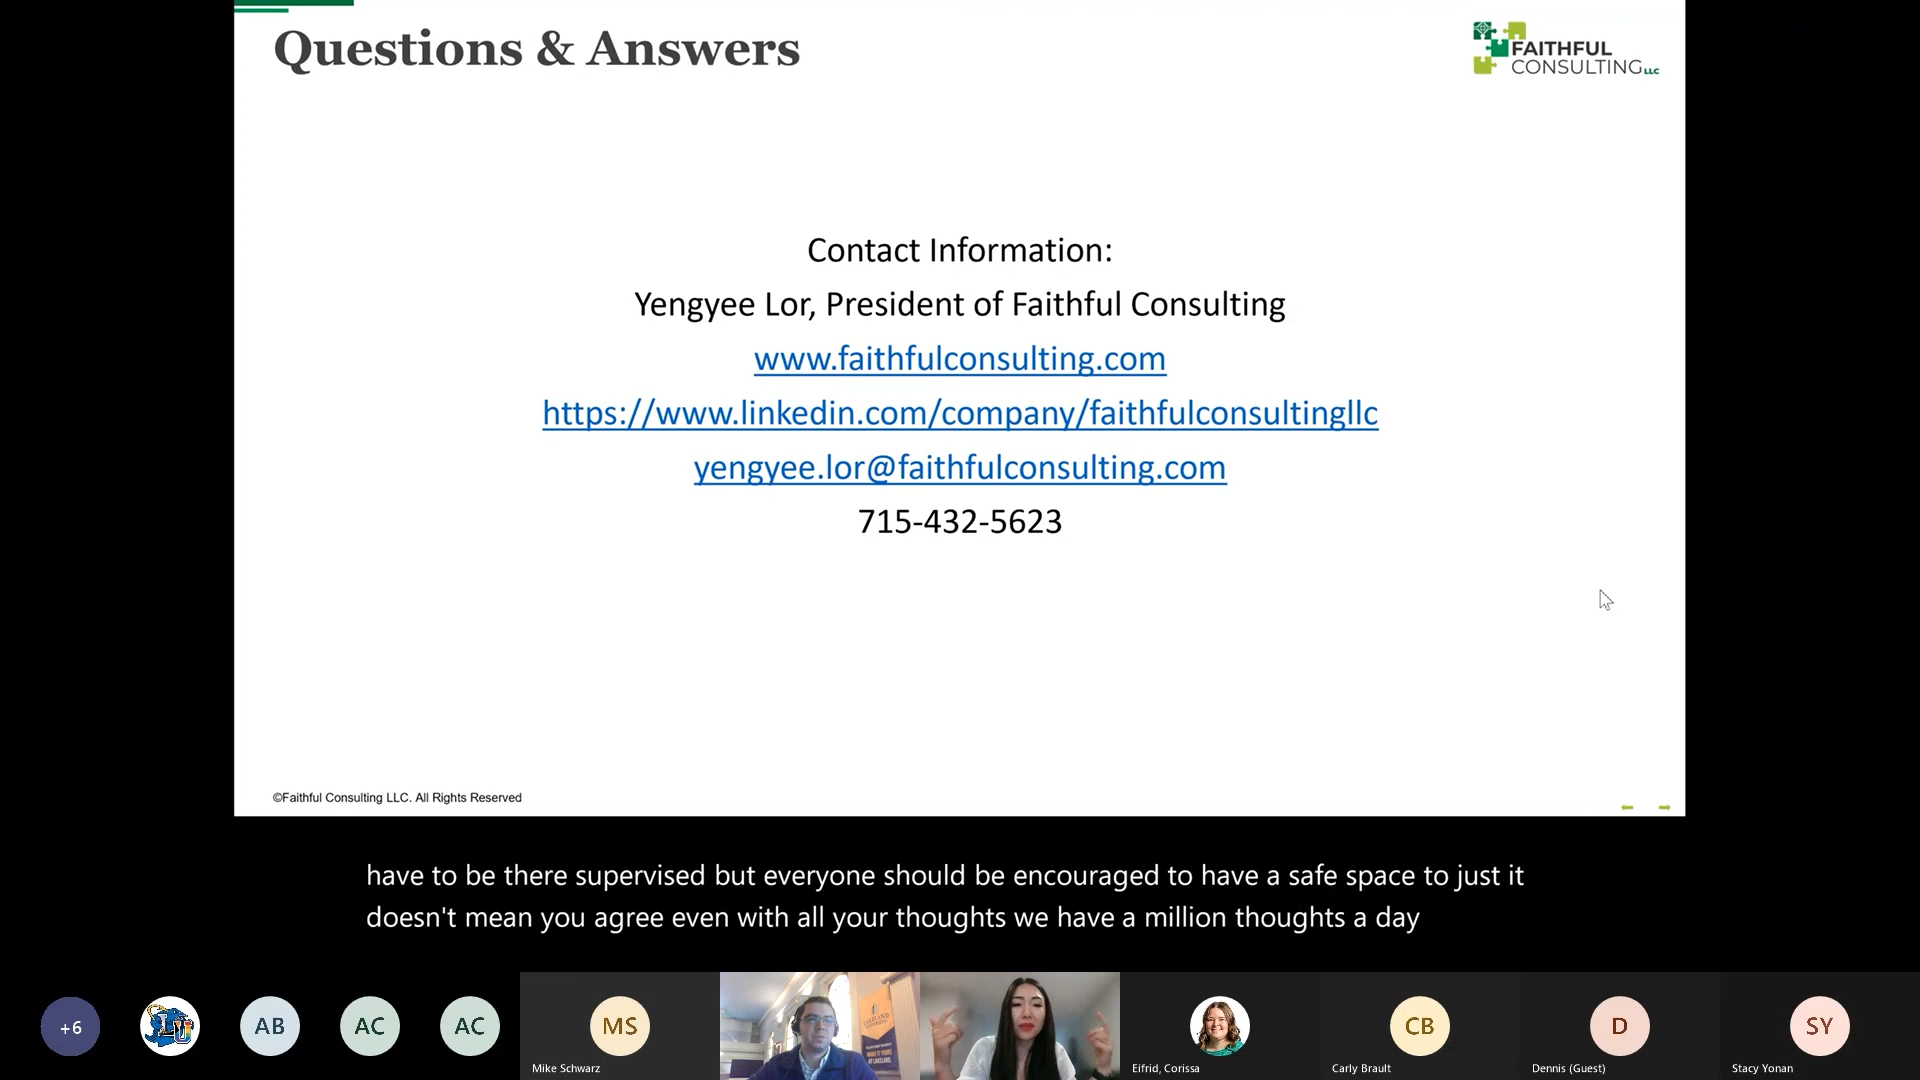 Questions & Answers
FAITHFUL
CONSULTING LLC
Contact Information:
Yengyee Lor, President of Faithful Consulting
www.faithfulconsulting.com
https://www.linkedin.com/company/faithfulconsultingllc
yengyee.lor@faithfulconsulting.com
715-432-5623
©Faithful Consulting LLC. All Rights Reserved
have to be there supervised but everyone should be encouraged to have a safe space to just it
doesn't mean you agree even with all your thoughts we have a million thoughts a day
+6
LU
AB
AC
AC
MS
Mike Schwarz
LAKELAND
Eifrid, Corissa
CB
Carly Brault
D
Dennis (Guest)
SY
Stacy Yonan